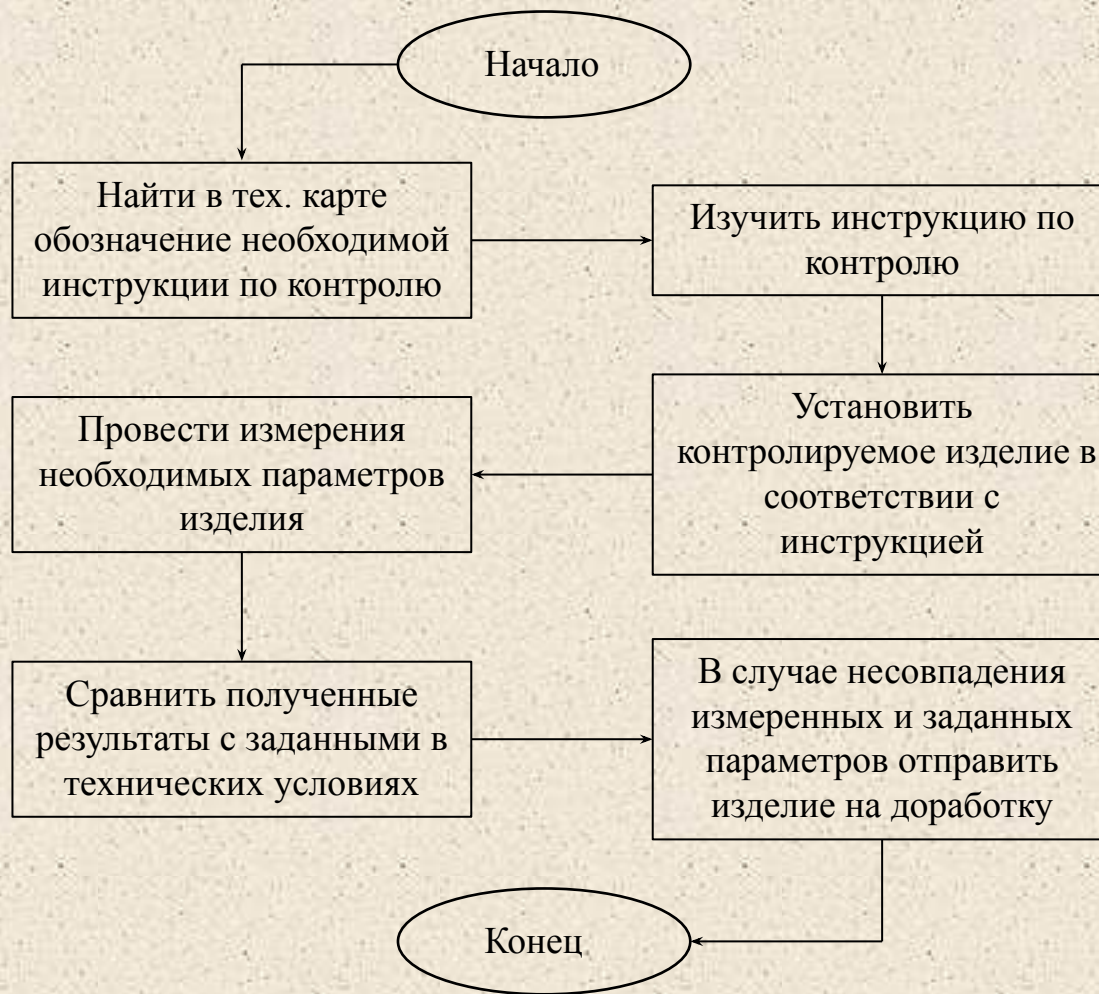 Начало
Найти в тех. карте
обозначение необходимой
инструкции по контролю
Изучить инструкцию по
контролю
Установить
контролируемое изделие в
соответствии с
инструкцией
Провести измерения
необходимых параметров
изделия
Сравнить полученные
результаты с заданными в
технических условиях
В случае несовпадения
измеренных и заданных
параметров отправить
изделие на доработку
Конец